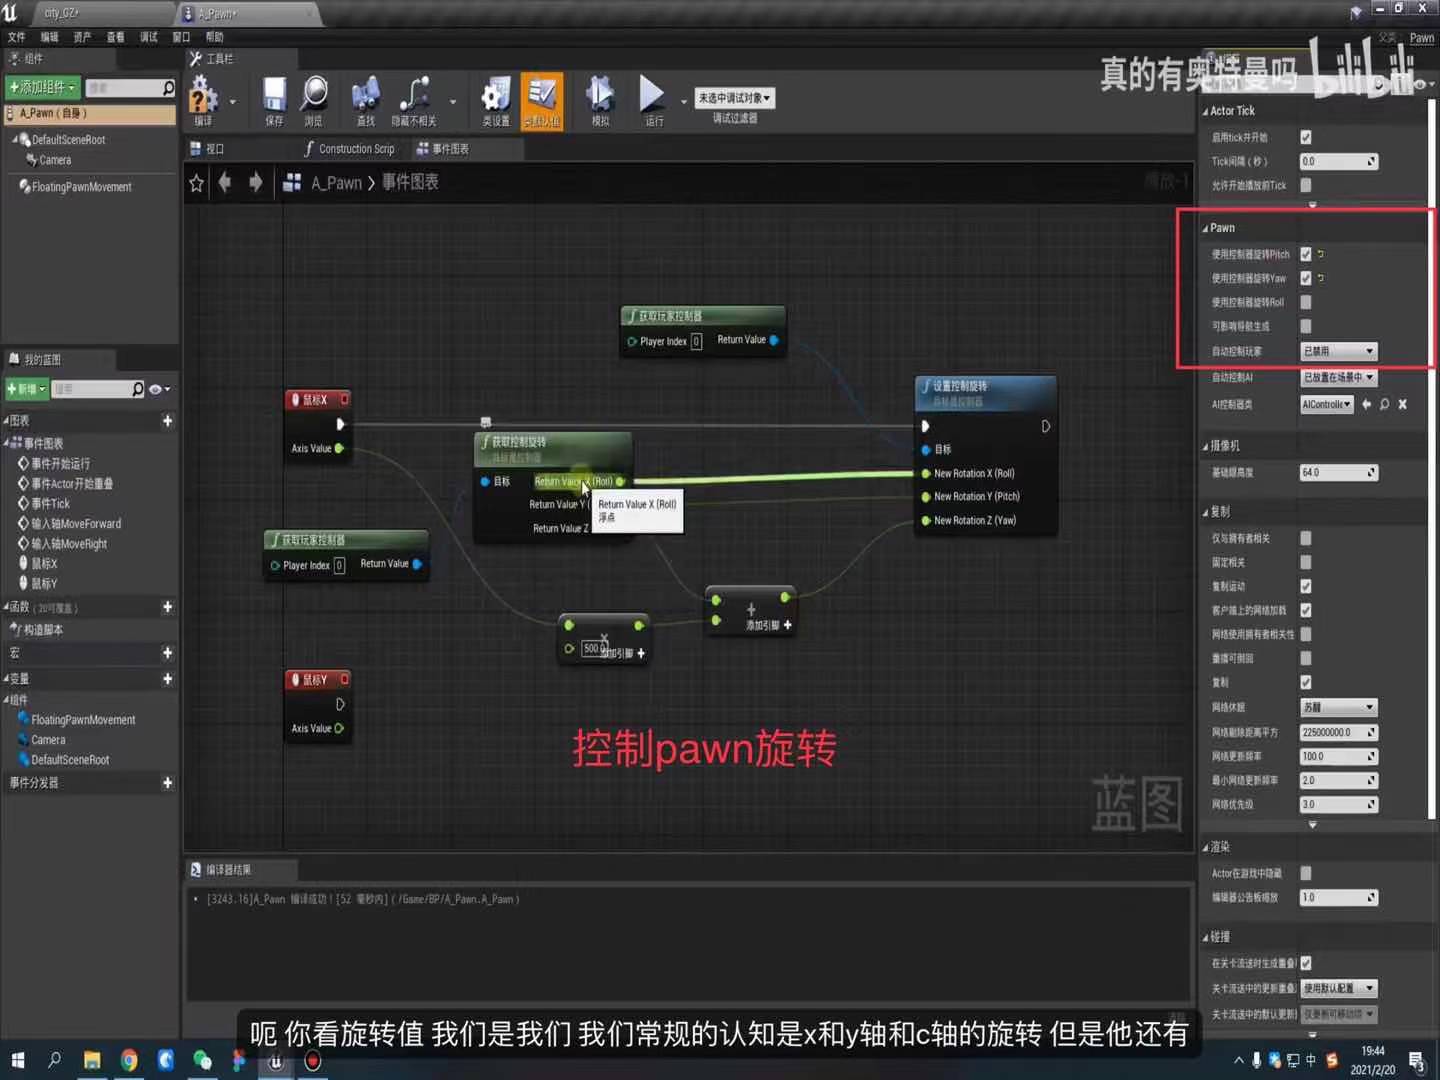 city_GZ*
A_Pawn*
文件 编辑 资产 查看 调试 窗口 帮助
父类: Pawn
组件
工具栏
真的有奥特曼吗 bilibili
+添加组件
搜索
A_Pawn（自身）
DefaultSceneRoot
Camera
FloatingPawnMovement
编译
保存
浏览
查找
隐藏不相关
类设置
类默认值
模拟
运行
未选中调试对象
调试过滤器
视口
Construction Scrip
事件图表
A_Pawn > 事件图表
缩放-1
我的蓝图
+新增
搜索
图表
事件图表
事件开始运行
事件Actor开始重叠
事件Tick
输入轴MoveForward
输入轴MoveRight
鼠标X
鼠标Y
函数（20可覆盖）
构造脚本
宏
变量
组件
FloatingPawnMovement
Camera
DefaultSceneRoot
事件分发器
获取玩家控制器
Player Index 0
Return Value
鼠标X
Axis Value
获取控制旋转
目标是控制器
目标
Return Value X (Roll)
Return Value Y (
Return Value Z
Return Value X (Roll)
浮点
设置控制旋转
目标是控制器
目标
New Rotation X (Roll)
New Rotation Y (Pitch)
New Rotation Z (Yaw)
获取玩家控制器
Player Index 0
Return Value
500.0
添加引脚 +
+
添加引脚 +
鼠标Y
Axis Value
控制pawn旋转
蓝图
编译器结果
[3243.16]A_Pawn 编译成功！[52 毫秒内]（/Game/BP/A_Pawn.A_Pawn）
Actor Tick
启用tick并开始
Tick间隔（秒） 0.0
允许开始播放前Tick
Pawn
使用控制器旋转Pitch
使用控制器旋转Yaw
使用控制器旋转Roll
可影响导航生成
自动控制玩家 已禁用
自动控制AI 已放置在场景中
AI控制器类 AIControlle
摄像机
基础眼高度 64.0
复制
仅与拥有者相关
固定相关
复制运动
客户端上的网络加载
网络使用拥有者相关性
重播可倒回
复制
网络休眠 苏醒
网络剔除距离平方 225000000.0
网络更新频率 100.0
最小网络更新频率 2.0
网络优先级 3.0
渲染
Actor在游戏中隐藏
编辑器公告板缩放 1.0
碰撞
在关卡流送时生成重叠
关卡流送中的更新重叠 使用默认配置
关卡流送中的默认更新 仅更新可移动项
呃 你看旋转值 我们是我们 我们常规的认知是x和y轴和c轴的旋转 但是他还有
中
19:44
2021/2/20
3